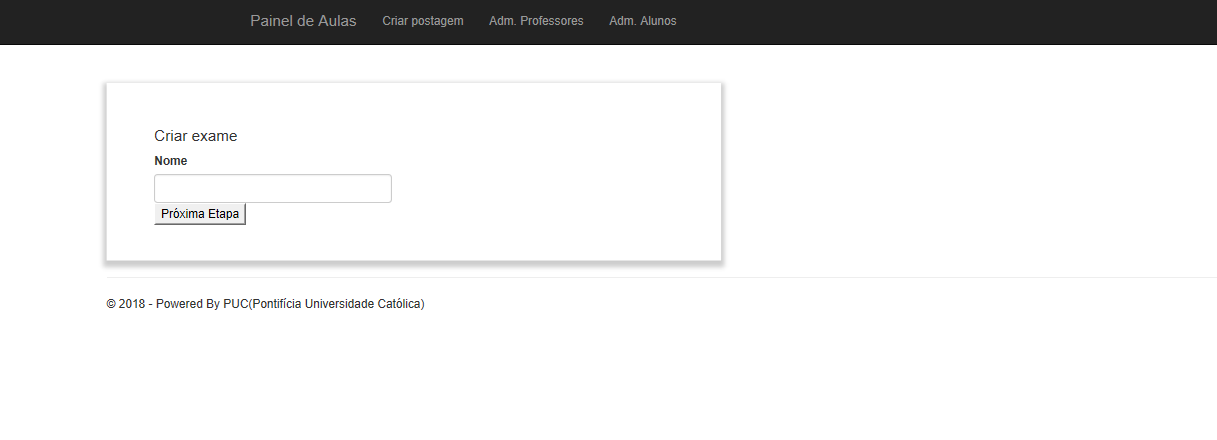 Painel de Aulas Criar postagem Adm. Professores Adm. Alunos
Criar exame
Nome
Próxima Etapa
© 2018 - Powered By PUC(Pontifícia Universidade Católica)